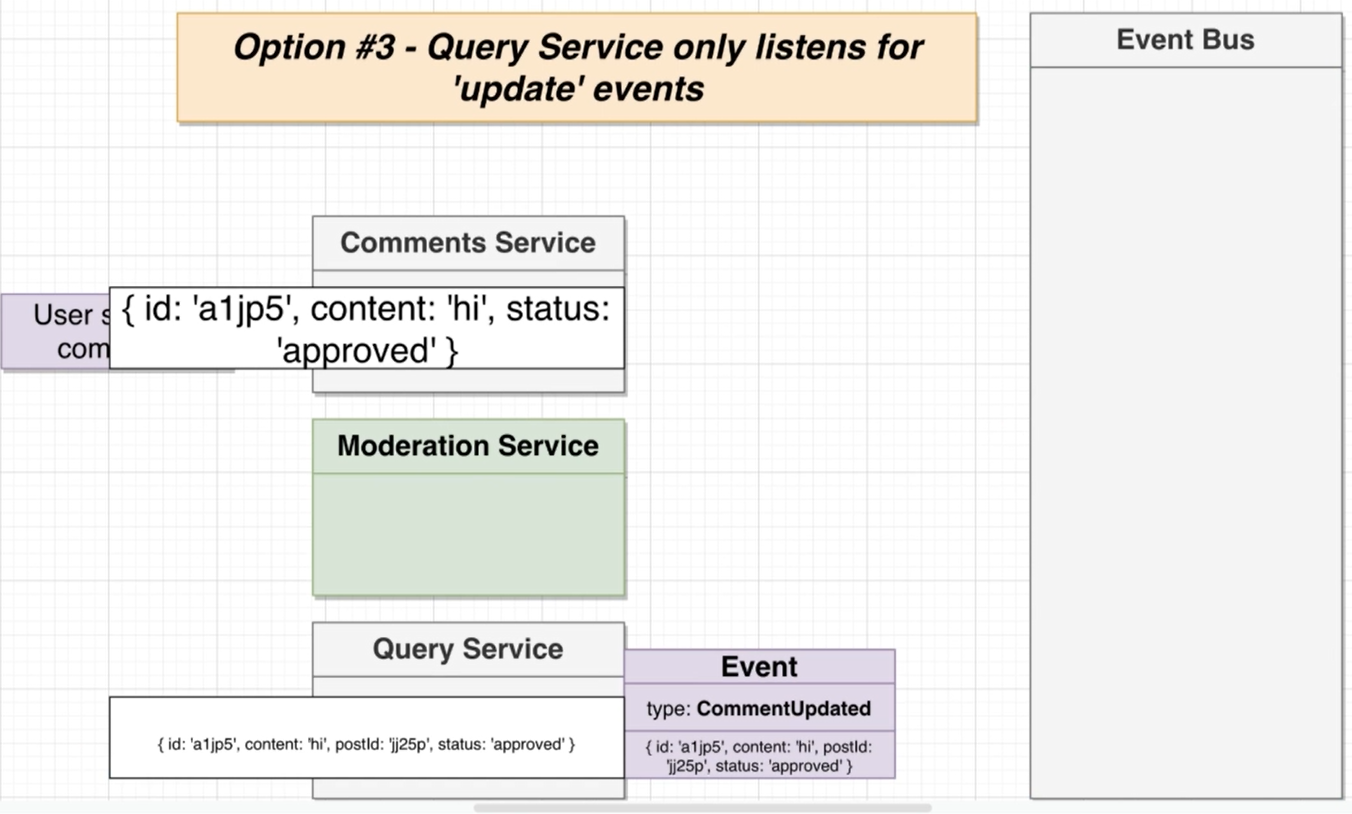 Option #3 - Query Service only listens for
'update' events
Event Bus
Comments Service
User
com
{ id: 'a1jp5', content: 'hi', status:
'approved' }
Moderation Service
Query Service
{ id: 'a1jp5', content: 'hi', postId: 'jj25p', status: 'approved' }
Event
type: CommentUpdated
{ id: 'a1jp5', content: 'hi', postId:
'jj25p', status: 'approved' }